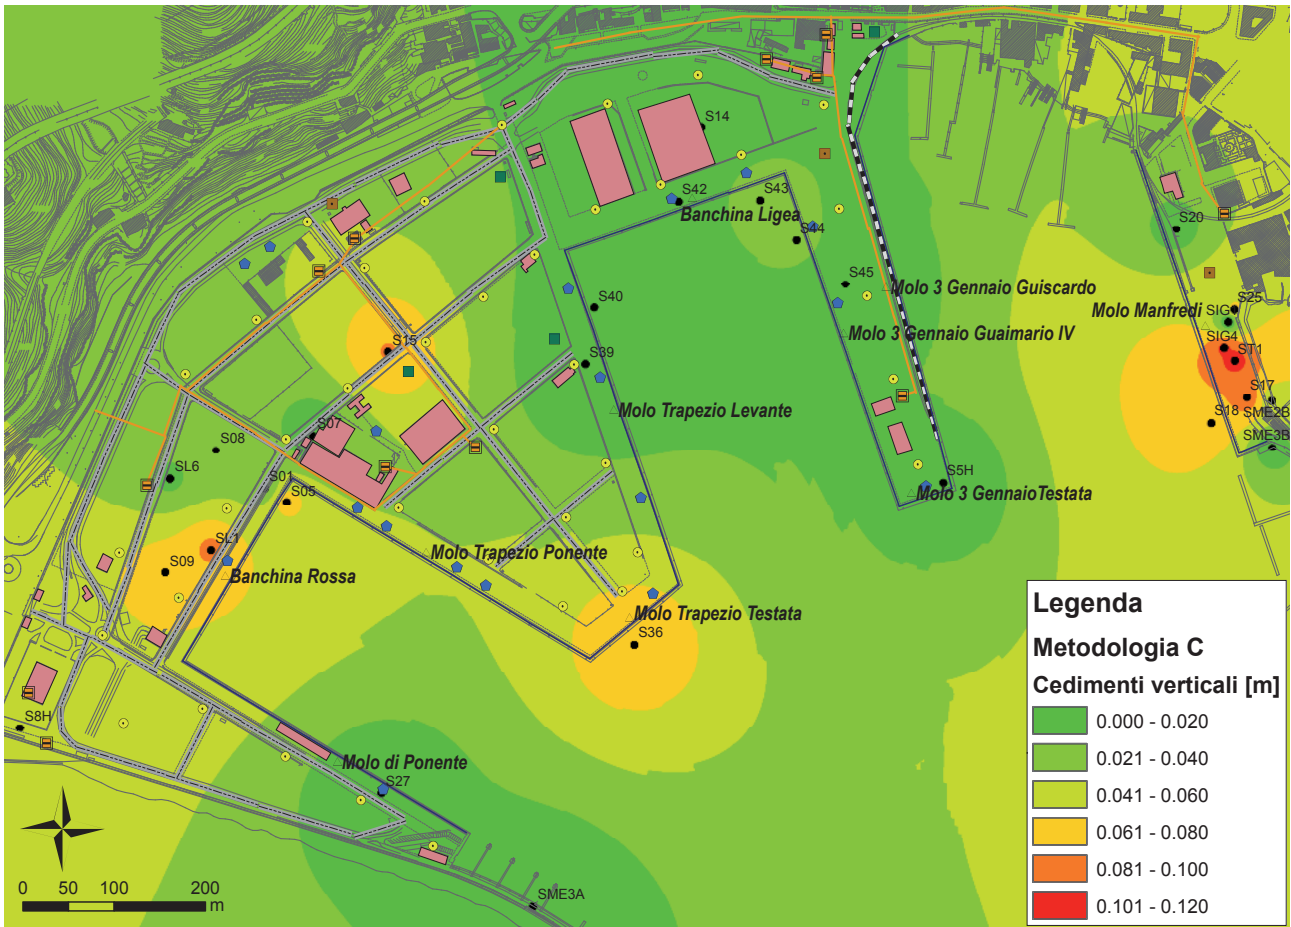 S14
S42
S43
Banchina Ligea
S44
S20
S45
Molo 3 Gennaio Guiscardo
S40
S25
Molo Manfredi
SIG1
Molo 3 Gennaio Guaimario IV
S15
SIG4
ST1
S39
S17
Molo Trapezio Levante
SME2B
S18
S07
SME3B
S08
SL6
S01
S5H
Molo 3 GennaioTestata
S05
SL1
Molo Trapezio Ponente
S09
Banchina Rossa
Molo Trapezio Testata
S36
S8H
Molo di Ponente
S27
SME3A
0 50 100 200
m
Legenda
Metodologia C
Cedimenti verticali [m]
0.000 - 0.020
0.021 - 0.040
0.041 - 0.060
0.061 - 0.080
0.081 - 0.100
0.101 - 0.120